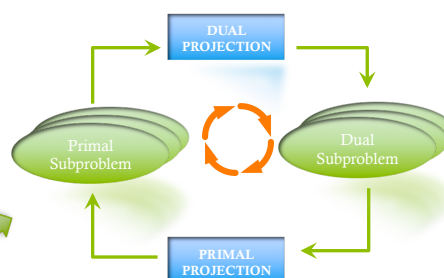 DUAL
PROJECTION
Primal
Subproblem
Dual
Subproblem
PRIMAL
PROJECTION